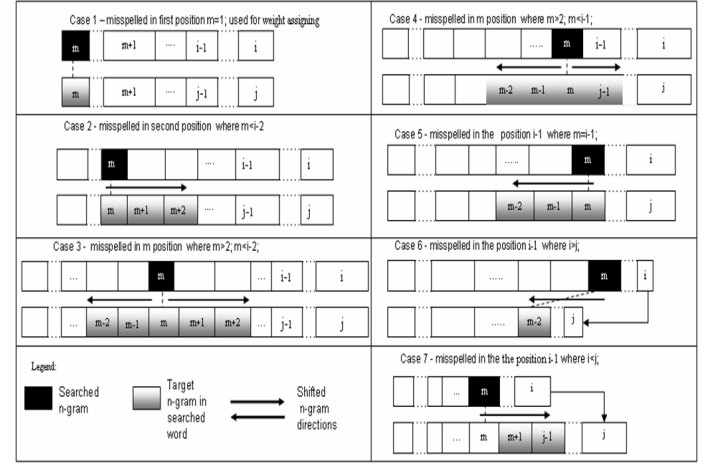 Case 1 – misspelled in first position m=1; used for weight assigning
m m+1 .... i-1 i
m m+1 .... j-1 j
Case 2 - misspelled in second position where m<i-2
m .... i-1 i
m m+1 m+2 .... j-1 j
Case 3 - misspelled in m position where m>2; m<i-2;
... m ... i-1 i
... m-2 m-1 m m+1 m+2 ... j-1 j
Legend:
Searched
n-gram
Target
n-gram in
searched
word
Shifted
n-gram
directions
Case 4 - misspelled in m position where m>2; m<i-1;
..... m i-1 i
m-2 m-1 m j-1 j
Case 5 - misspelled in the position i-1 where m=i-1;
..... m i
m-2 m-1 m j
Case 6 - misspelled in the position i-1 where i>j;
..... m i
..... m-2 j
Case 7 - misspelled in the the position i-1 where i<j;
... m i
... m m+1 j-1 j